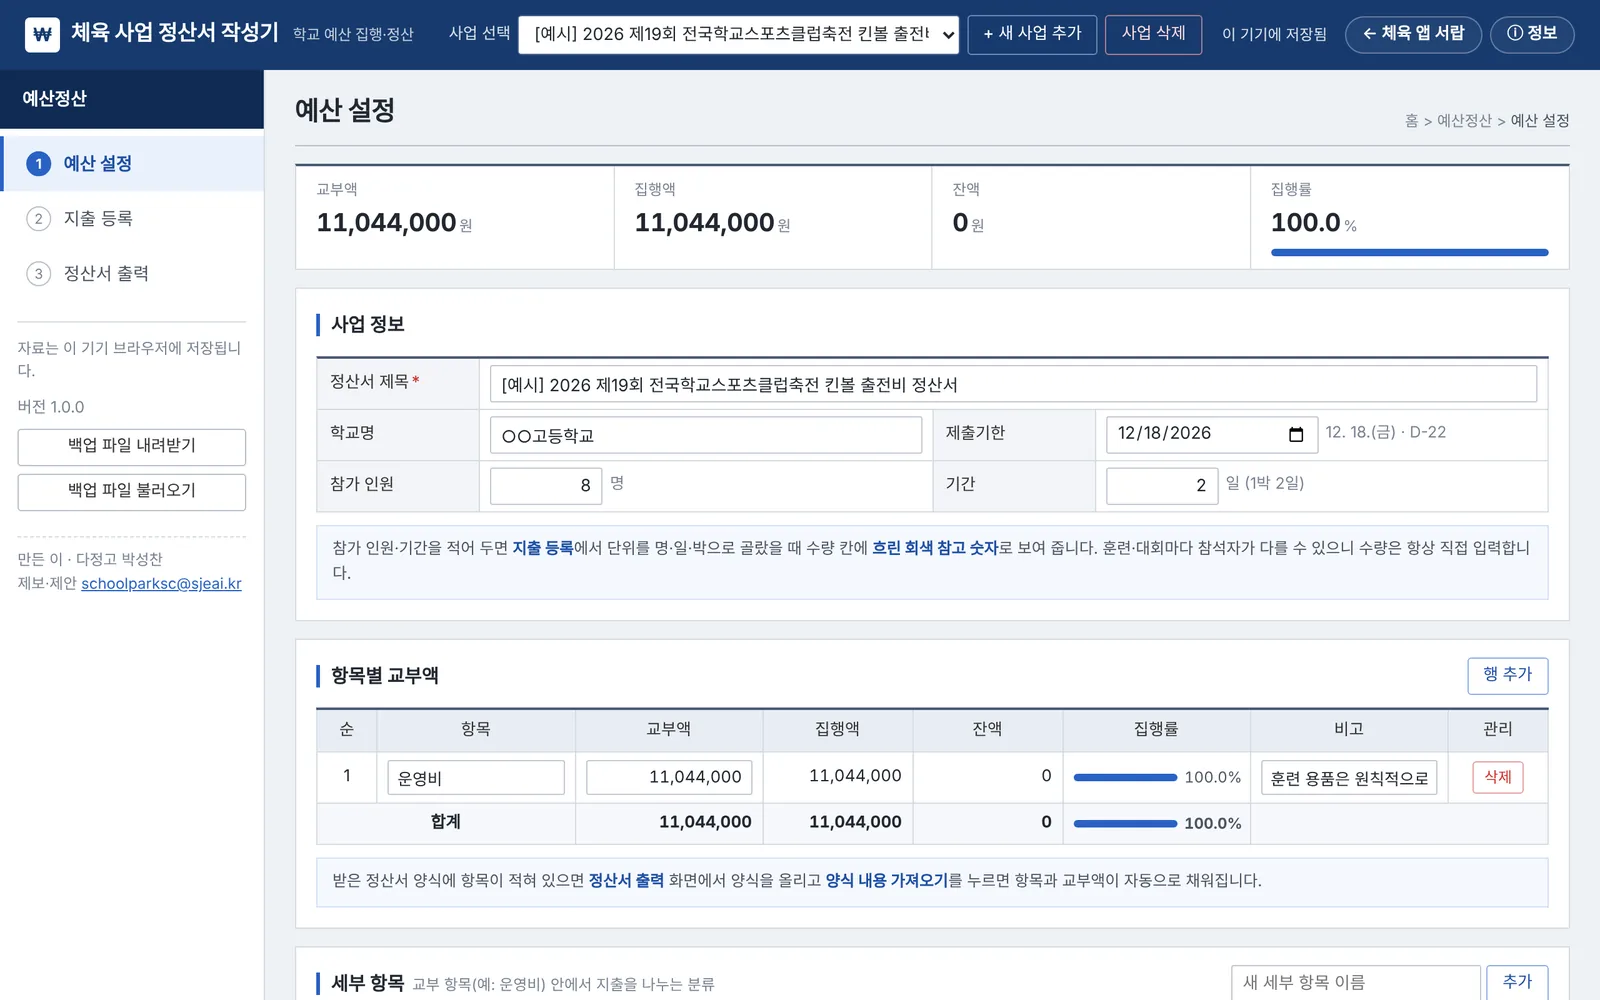 ₩ 체육 사업 정산서 작성기 학교 예산 집행·정산 사업 선택 [예시] 2026 제19회 전국학교스포츠클럽축전 킨볼 출전 + 새 사업 추가 사업 삭제 이 기기에 저장됨 ← 체육 앱 서랍 ⓘ 정보
예산정산
1 예산 설정
2 지출 등록
3 정산서 출력
자료는 이 기기 브라우저에 저장됩니
다.
버전 1.0.0
백업 파일 내려받기
백업 파일 불러오기
만든 이 · 다정고 박성찬
제보·제안 schoolparksc@sjeai.kr
예산 설정
홈 > 예산정산 > 예산 설정
교부액 집행액 잔액 집행률
11,044,000 원 11,044,000 원 0 원 100.0 %
사업 정보
정산서 제목* [예시] 2026 제19회 전국학교스포츠클럽축전 킨볼 출전비 정산서
학교명 ○○고등학교 제출기한 12/18/2026 12. 18.(금) · D-22
참가 인원 8 명 기간 2 일 (1박 2일)
참가 인원·기간을 적어 두면 지출 등록에서 단위를 명·일·박으로 골랐을 때 수량 칸에 흐린 회색 참고 숫자로 보여 줍니다. 훈련·대회마다 참석자가 다를 수 있으니 수량은 항상 직접 입력합니
다.
항목별 교부액 행 추가
순 항목 교부액 집행액 잔액 집행률 비고 관리
1 운영비 11,044,000 11,044,000 0 100.0% 훈련 용품은 원칙적으로 삭제
합계 11,044,000 11,044,000 0 100.0%
받은 정산서 양식에 항목이 적혀 있으면 정산서 출력 화면에서 양식을 올리고 양식 내용 가져오기를 누르면 항목과 교부액이 자동으로 채워집니다.
세부 항목 교부 항목(예: 운영비) 안에서 지출을 나누는 분류 새 세부 항목 이름 추가